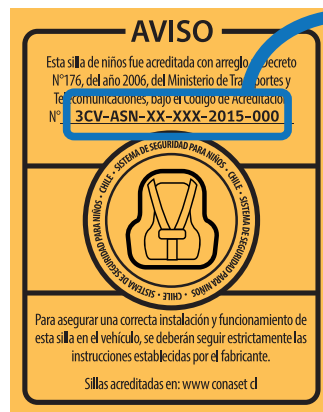 AVISO
Esta silla de niños fue acreditada con arreglo Decreto
N°176, del año 2006, del Ministerio de Transportes y
Telecomunicaciones, bajo el Código de Acreditación
N° 3CV-ASN-XX-XXX-2015-000
SISTEMA DE SEGURIDAD PARA NIÑOS • CHILE • SISTEMA DE SEGURIDAD PARA NIÑOS • CHILE •
Para asegurar una correcta instalación y funcionamiento de
esta silla en el vehículo, se deberán seguir estrictamente las
instrucciones establecidas por el fabricante.
Sillas acreditadas en: www conaset cl